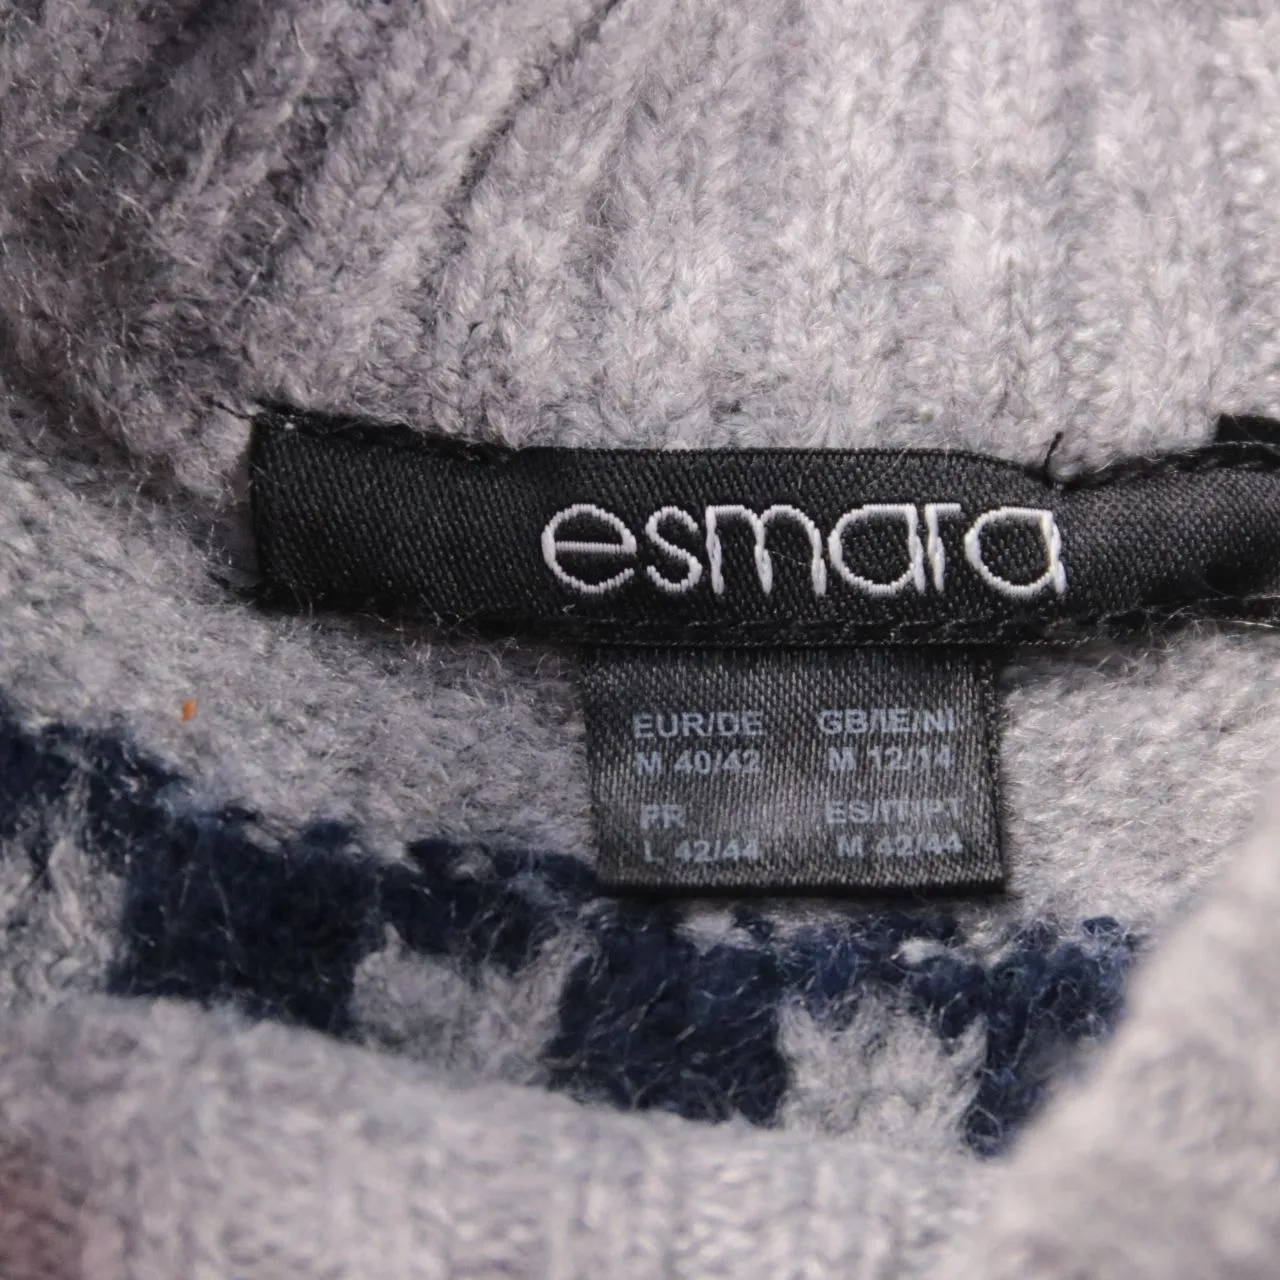 esmara
EUR/DE GB/IE/NI
M 40/42 M 12/14
FR ES/IT/PT
L 42/44 M 42/44